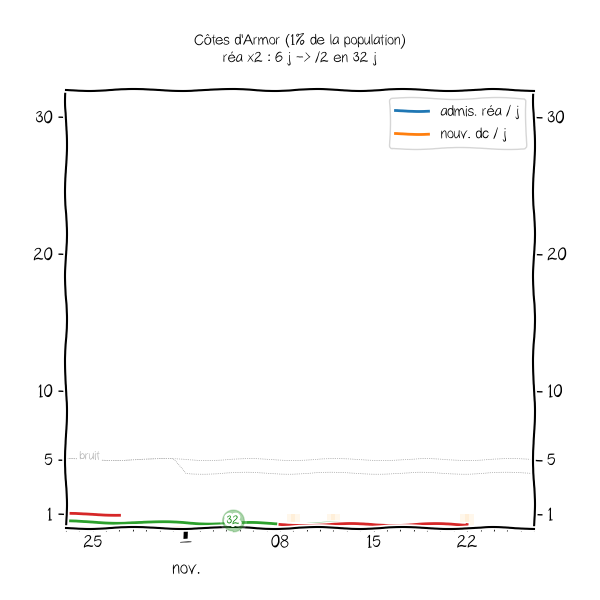 Côtes d'Armor (1% de la population)
réa x2 : 6 j -> /2 en 32 j
admis. réa / j
nouv. dc / j
30
30
20
20
10
10
5
bruit
5
1
32
1
25
1
08
15
22
nov.